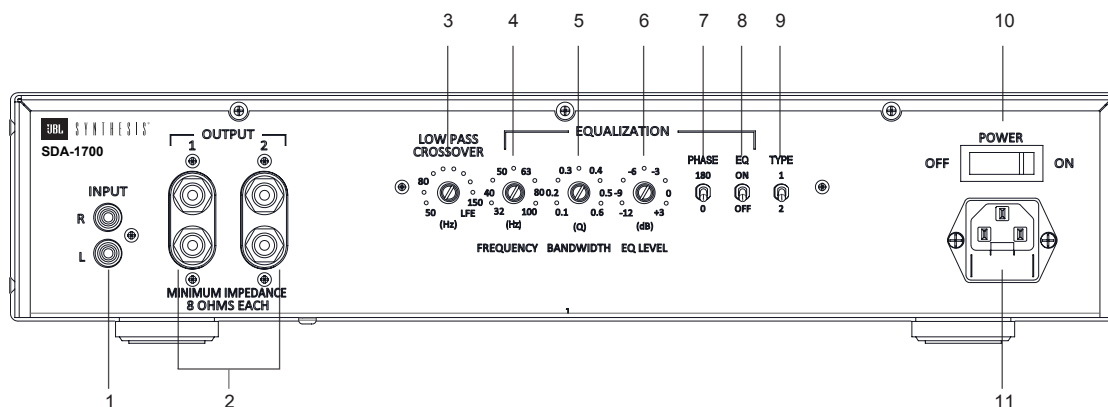 3 4 5 6 7 8 9 10
JBL SYNTHESIS
SDA-1700
INPUT
R
L
OUTPUT
1 2
MINIMUM IMPEDANCE
8 OHMS EACH
LOW PASS
CROSSOVER
80
50
150
LFE
(Hz)
EQUALIZATION
50 63
40 80
32 100
(Hz)
FREQUENCY
0.3 0.4
0.2 0.5
0.1 0.6
(Q)
BANDWIDTH
-6 -3
-9 0
-12 +3
(dB)
EQ LEVEL
PHASE
180
0
EQ
ON
OFF
TYPE
1
2
POWER
OFF ON
1 2 11